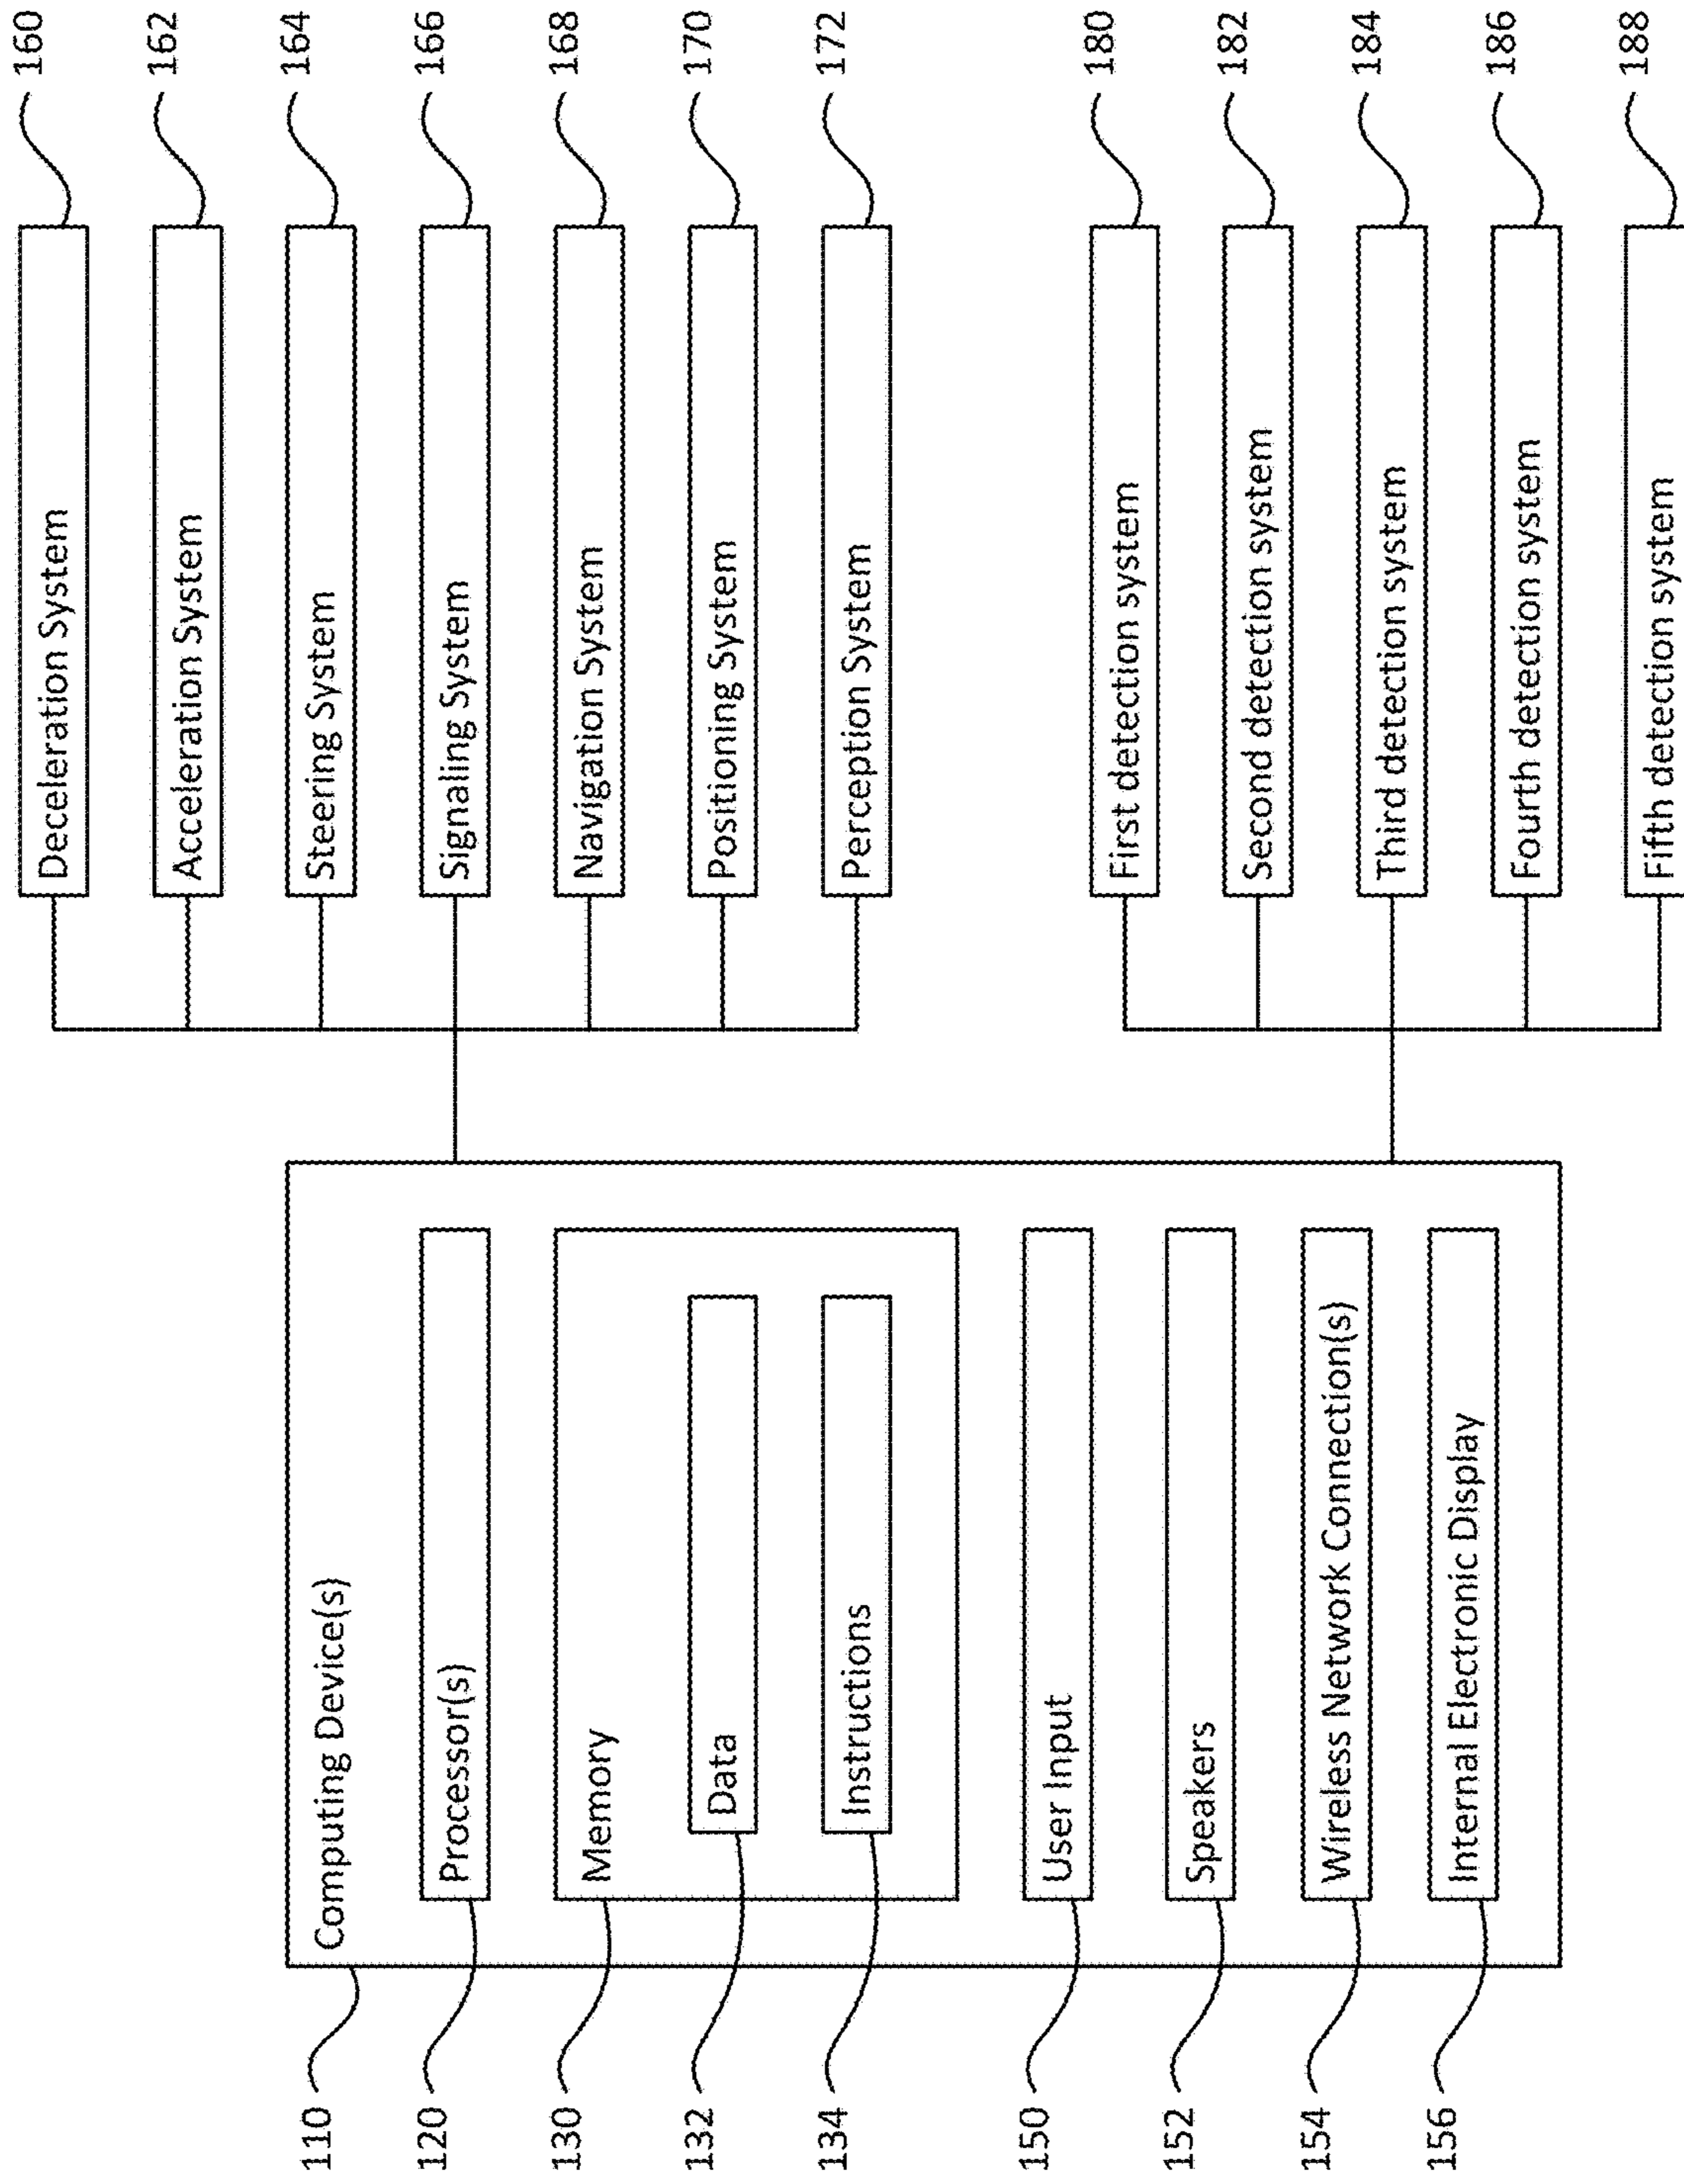 110
Computing Device(s)
120
Processor(s)
130
Memory
132
Data
134
Instructions
150
User Input
152
Speakers
154
Wireless Network Connection(s)
156
Internal Electronic Display
Deceleration System
160
Acceleration System
162
Steering System
164
Signaling System
166
Navigation System
168
Positioning System
170
Perception System
172
First detection system
180
Second detection system
182
Third detection system
184
Fourth detection system
186
Fifth detection system
188